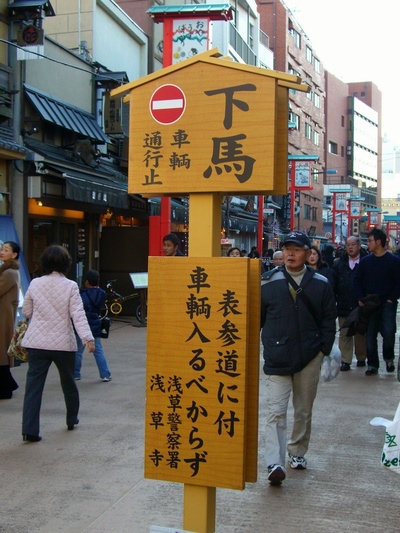 下馬
車輌
通行止
表参道に付
車輌入るべからず
浅草警察署
浅草寺